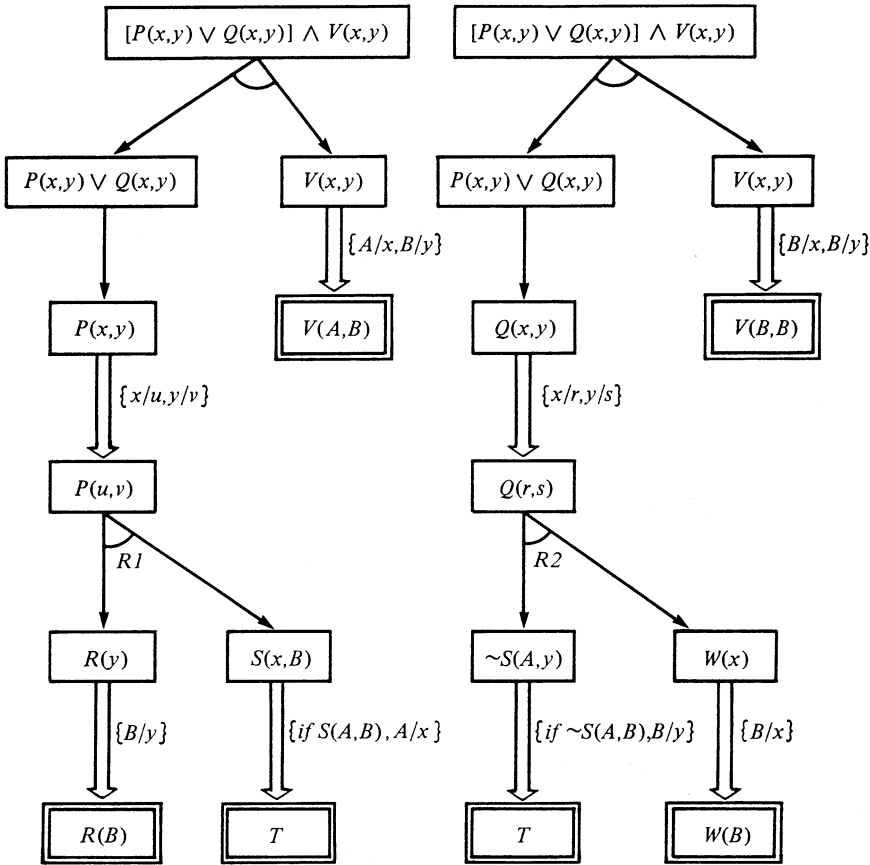 [P(x,y) ∨ Q(x,y)] ∧ V(x,y) [P(x,y) ∨ Q(x,y)] ∧ V(x,y)
P(x,y) ∨ Q(x,y) V(x,y) P(x,y) ∨ Q(x,y) V(x,y)
{A/x,B/y} {B/x,B/y}
P(x,y) V(A,B) Q(x,y) V(B,B)
{x/u,y/v} {x/r,y/s}
P(u,v) Q(r,s)
R1 R2
R(y) S(x,B) ~S(A,y) W(x)
{B/y} {if S(A,B), A/x} {if ~S(A,B),B/y} {B/x}
R(B) T T W(B)